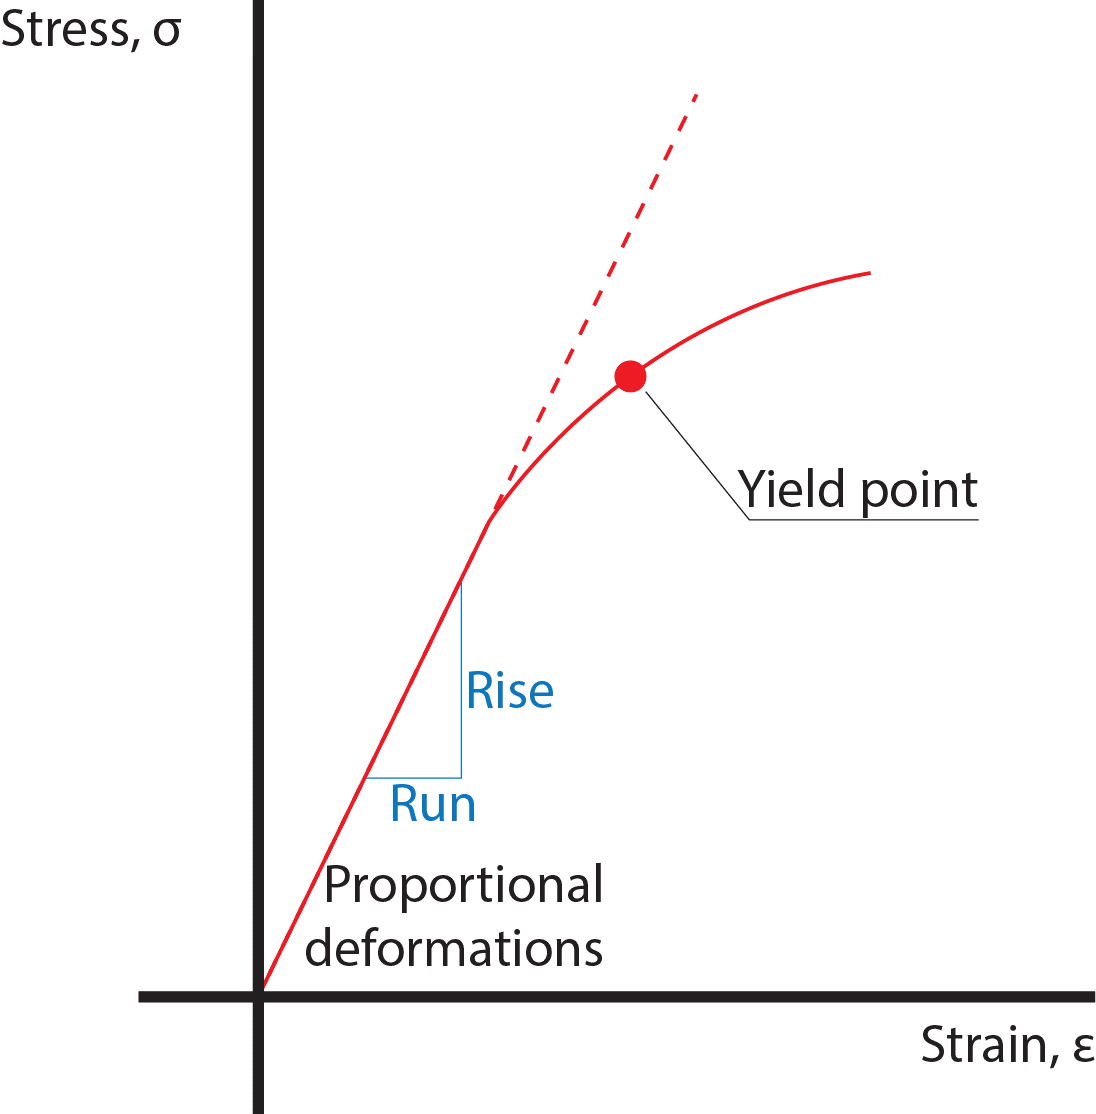 Stress, σ
Yield point
Rise
Run
Proportional
deformations
Strain, ε